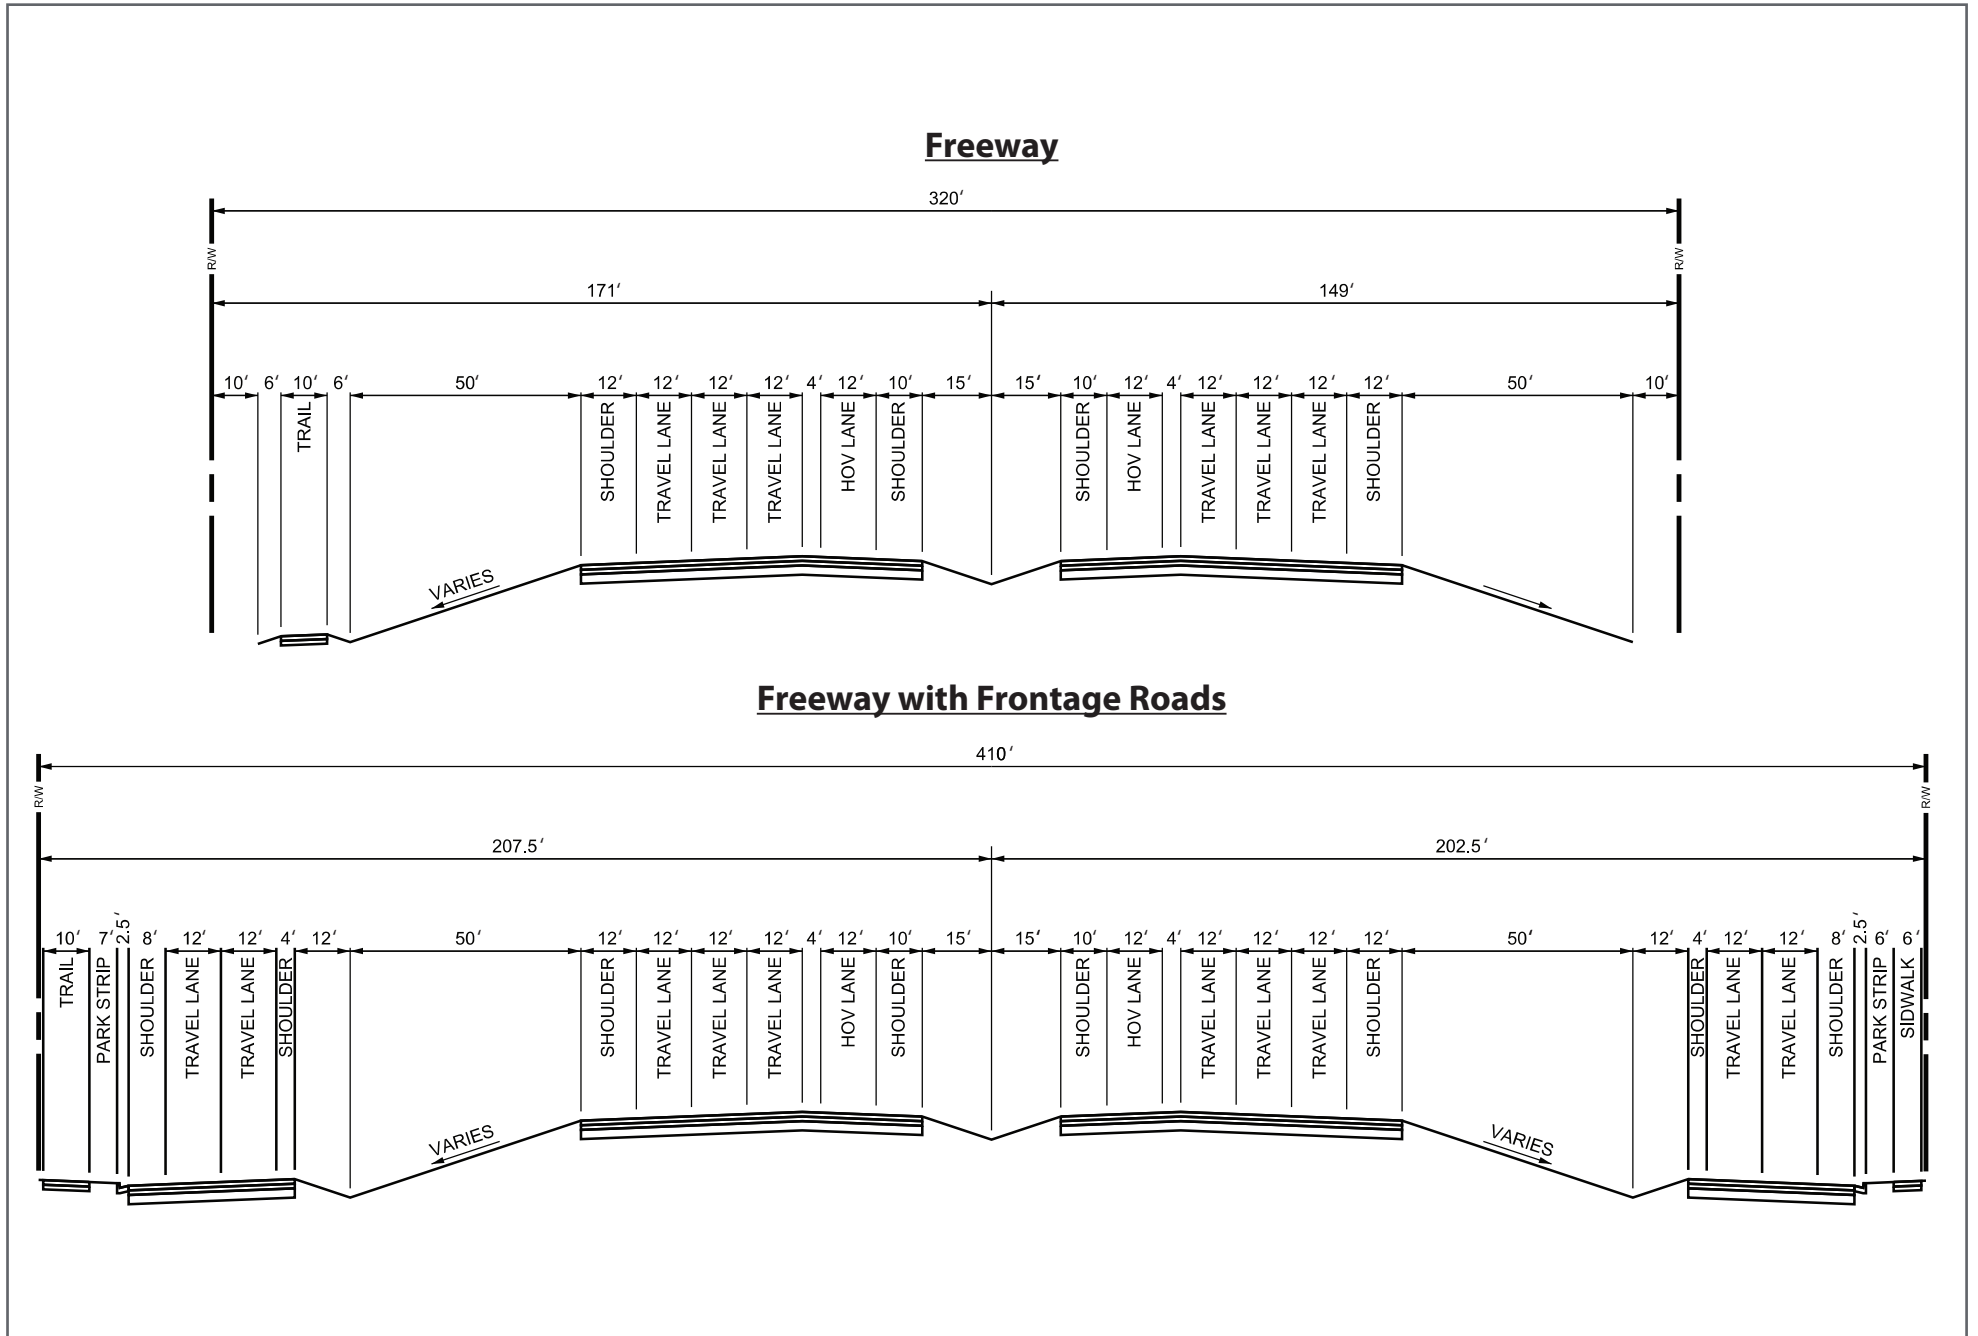 Freeway
320'
R/W
R/W
171'
149'
10' 6' 10' 6' 50' 12' 12' 12' 12' 4' 12' 10' 15' 15' 10' 12' 4' 12' 12' 12' 12' 50' 10'
TRAIL
SHOULDER
TRAVEL LANE
TRAVEL LANE
TRAVEL LANE
HOV LANE
SHOULDER
SHOULDER
HOV LANE
TRAVEL LANE
TRAVEL LANE
TRAVEL LANE
SHOULDER
VARIES
Freeway with Frontage Roads
410'
R/W
R/W
207.5'
202.5'
10' 7' 2.5' 8' 12' 12' 4' 12' 50' 12' 12' 12' 12' 4' 12' 10' 15' 15' 10' 12' 4' 12' 12' 12' 12' 50' 12' 4' 12' 12' 8' 2.5' 6' 6'
TRAIL
PARK STRIP
SHOULDER
TRAVEL LANE
TRAVEL LANE
SHOULDER
SHOULDER
TRAVEL LANE
TRAVEL LANE
TRAVEL LANE
HOV LANE
SHOULDER
SHOULDER
HOV LANE
TRAVEL LANE
TRAVEL LANE
TRAVEL LANE
SHOULDER
SHOULDER
TRAVEL LANE
TRAVEL LANE
SHOULDER
PARK STRIP
SIDWALK
VARIES
VARIES